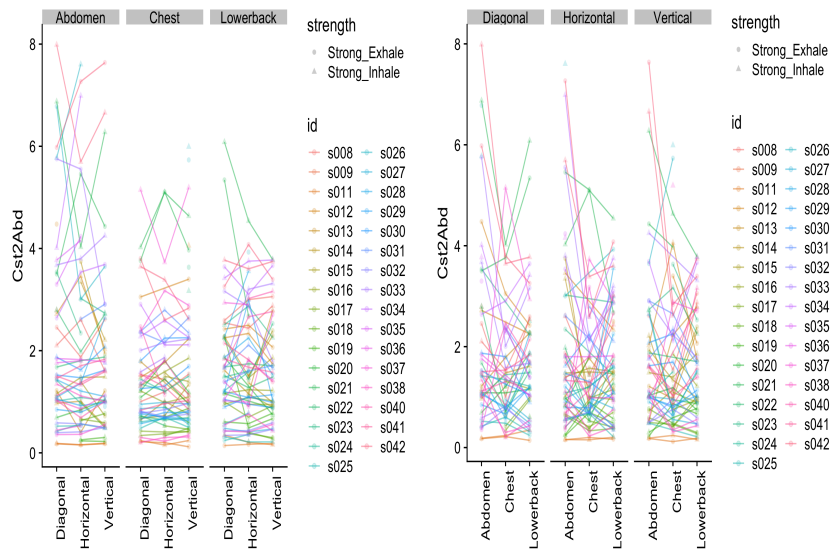 Abdomen Chest Lowerback
Cst2Abd
8
6
4
2
0
Diagonal
Horizontal
Vertical
Diagonal
Horizontal
Vertical
Diagonal
Horizontal
Vertical
strength
Strong_Exhale
Strong_Inhale
id
s008 s026
s009 s027
s011 s028
s012 s029
s013 s030
s014 s031
s015 s032
s016 s033
s017 s034
s018 s035
s019 s036
s020 s037
s021 s038
s022 s040
s023 s041
s024 s042
s025
Diagonal Horizontal Vertical
Cst2Abd
8
6
4
2
0
Abdomen
Chest
Lowerback
Abdomen
Chest
Lowerback
Abdomen
Chest
Lowerback
strength
Strong_Exhale
Strong_Inhale
id
s008 s026
s009 s027
s011 s028
s012 s029
s013 s030
s014 s031
s015 s032
s016 s033
s017 s034
s018 s035
s019 s036
s020 s037
s021 s038
s022 s040
s023 s041
s024 s042
s025